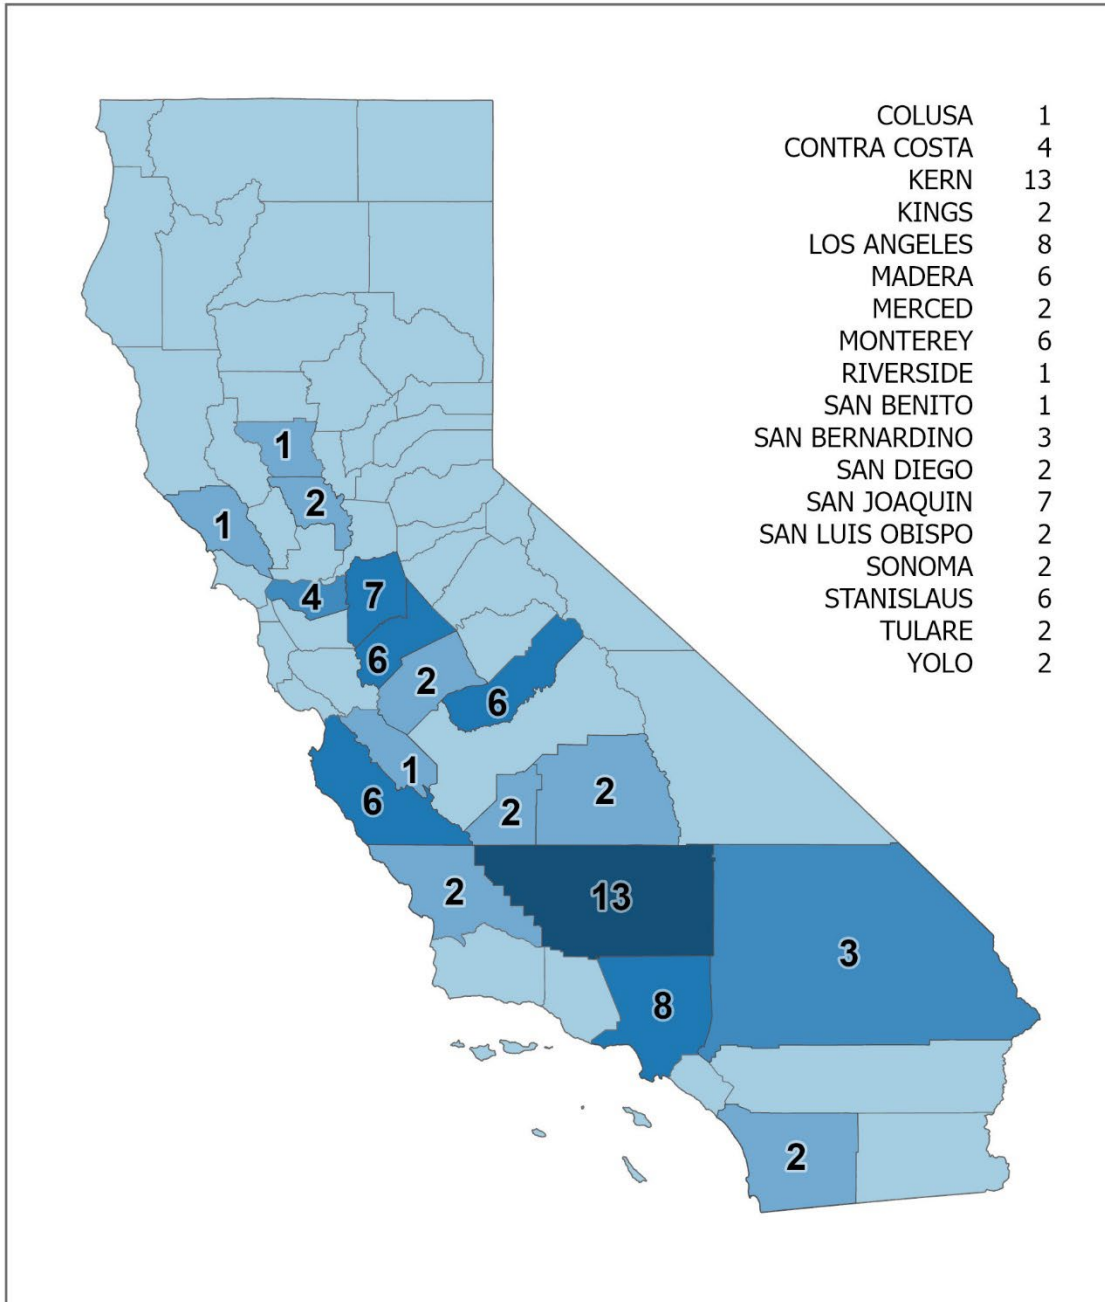 COLUSA 1
CONTRA COSTA 4
KERN 13
KINGS 2
LOS ANGELES 8
MADERA 6
MERCED 2
MONTEREY 6
RIVERSIDE 1
SAN BENITO 1
SAN BERNARDINO 3
SAN DIEGO 2
SAN JOAQUIN 7
SAN LUIS OBISPO 2
SONOMA 2
STANISLAUS 6
TULARE 2
YOLO 2
1
2
1
4
7
6
2
6
1
6
2
2
2
13
3
8
2